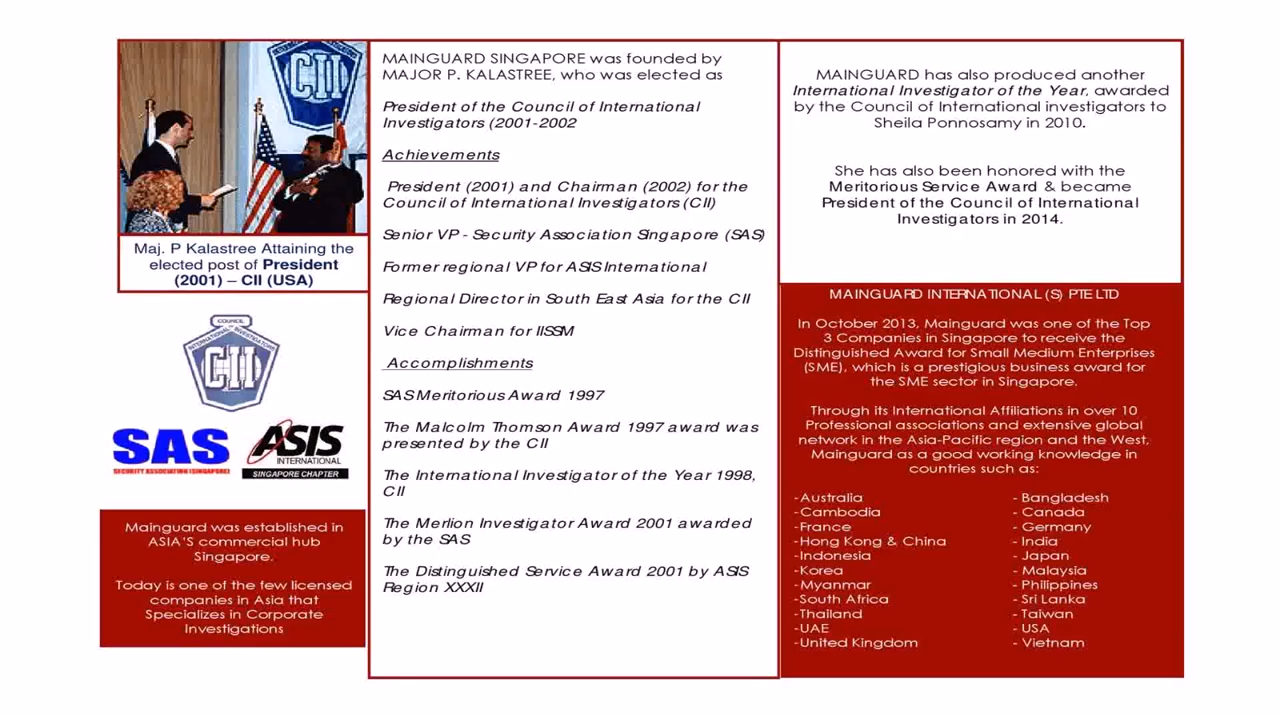 CII
Maj. P Kalastree Attaining the
elected post of President
(2001) – CII (USA)
COUNCIL
OF
INTERNATIONAL INVESTIGATORS
CII
SAS
SECURITY ASSOCIATION (SINGAPORE)
ASIS
INTERNATIONAL
SINGAPORE CHAPTER
Mainguard was established in
ASIA'S commercial hub
Singapore.
Today is one of the few licensed
companies in Asia that
Specializes in Corporate
Investigations
MAINGUARD SINGAPORE was founded by
MAJOR P. KALASTREE, who was elected as
President of the Council of International
Investigators (2001-2002
Achievements
President (2001) and Chairman (2002) for the
Council of International Investigators (CII)
Senior VP - Security Association Singapore (SAS)
Former regional VP for ASIS International
Regional Director in South East Asia for the CII
Vice Chairman for IISSM
Accomplishments
SAS Meritorious Award 1997
The Malcolm Thomson Award 1997 award was
presented by the CII
The International Investigator of the Year 1998,
CII
The Merlion Investigator Award 2001 awarded
by the SAS
The Distinguished Service Award 2001 by ASIS
Region XXXII
MAINGUARD has also produced another
International Investigator of the Year, awarded
by the Council of International investigators to
Sheila Ponnosamy in 2010.
She has also been honored with the
Meritorious Service Award & became
President of the Council of International
Investigators in 2014.
MAINGUARD INTERNATIONAL (S) PTE LTD
In October 2013, Mainguard was one of the Top
3 Companies in Singapore to receive the
Distinguished Award for Small Medium Enterprises
(SME), which is a prestigious business award for
the SME sector in Singapore.
Through its International Affiliations in over 10
Professional associations and extensive global
network in the Asia-Pacific region and the West,
Mainguard as a good working knowledge in
countries such as:
-Australia - Bangladesh
-Cambodia - Canada
-France - Germany
-Hong Kong & China - India
-Indonesia - Japan
-Korea - Malaysia
-Myanmar - Philippines
-South Africa - Sri Lanka
-Thailand - Taiwan
-UAE - USA
-United Kingdom - Vietnam